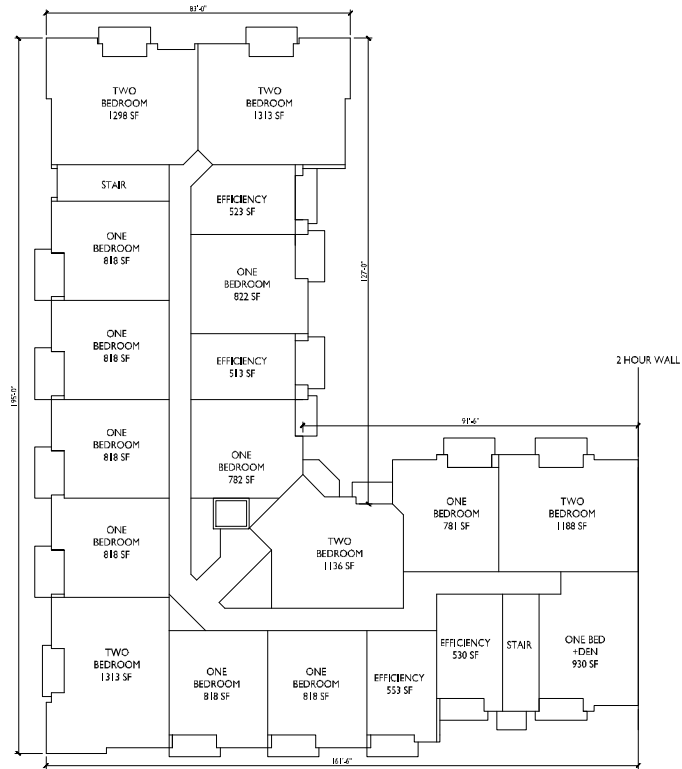 83'-0"
TWO
BEDROOM
1298 SF
TWO
BEDROOM
1313 SF
STAIR
EFFICIENCY
523 SF
ONE
BEDROOM
818 SF
ONE
BEDROOM
822 SF
127'-0"
ONE
BEDROOM
818 SF
EFFICIENCY
513 SF
2 HOUR WALL
195'-0"
91'-6"
ONE
BEDROOM
818 SF
ONE
BEDROOM
782 SF
ONE
BEDROOM
781 SF
TWO
BEDROOM
1188 SF
ONE
BEDROOM
818 SF
TWO
BEDROOM
1136 SF
TWO
BEDROOM
1313 SF
ONE
BEDROOM
818 SF
ONE
BEDROOM
818 SF
EFFICIENCY
553 SF
EFFICIENCY
530 SF
STAIR
ONE BED
+DEN
930 SF
161'-6"